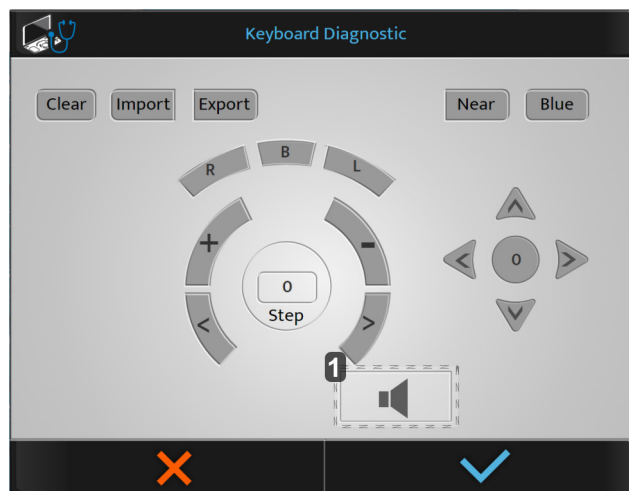 Keyboard Diagnostic
Clear Import Export Near Blue
R B L
+ -
0
0
< >
Step
1